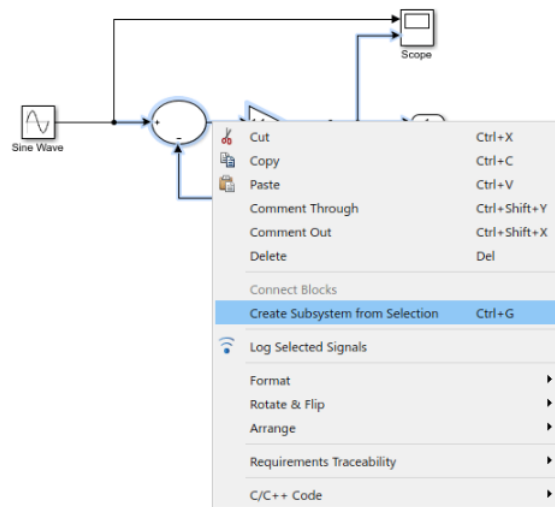 Scope
Sine Wave
Cut Ctrl+X
Copy Ctrl+C
Paste Ctrl+V
Comment Through Ctrl+Shift+Y
Comment Out Ctrl+Shift+X
Delete Del
Connect Blocks
Create Subsystem from Selection Ctrl+G
Log Selected Signals
Format
Rotate & Flip
Arrange
Requirements Traceability
C/C++ Code